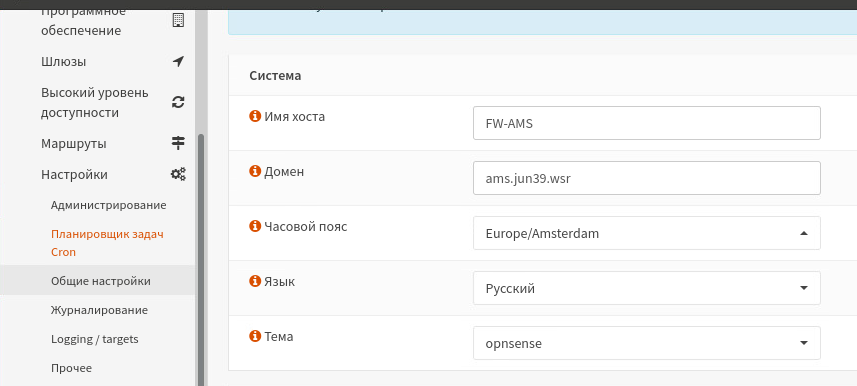 Программное
обеспечение
Шлюзы
Высокий уровень
доступности
Маршруты
Настройки
Администрирование
Планировщик задач
Cron
Общие настройки
Журналирование
Logging / targets
Прочее
Система
Имя хоста
FW-AMS
Домен
ams.jun39.wsr
Часовой пояс
Europe/Amsterdam
Язык
Русский
Тема
opnsense